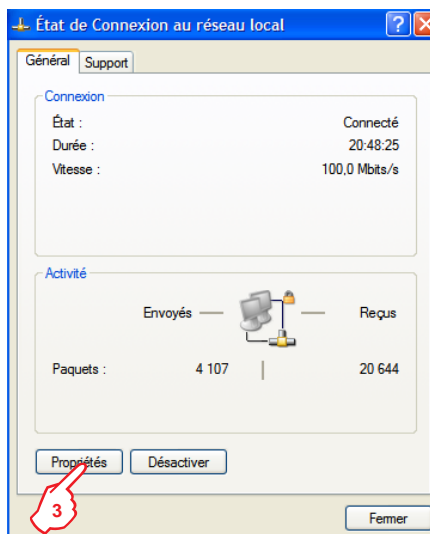 État de Connexion au réseau local
Général Support
Connexion
État : Connecté
Durée : 20:48:25
Vitesse : 100,0 Mbits/s
Activité
Envoyés Reçus
Paquets : 4 107 20 644
Propriétés Désactiver
3
Fermer